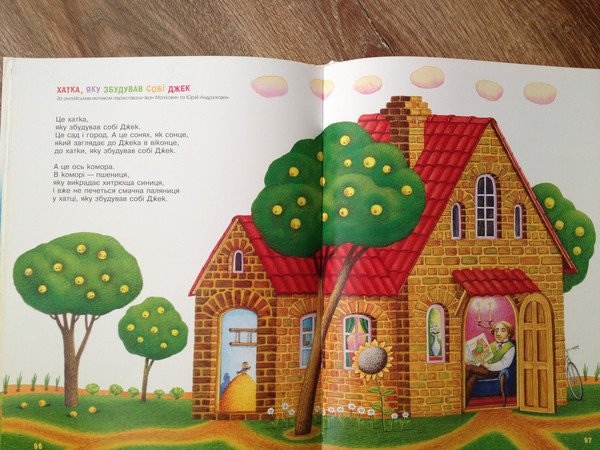 ХАТКА, ЯКУ ЗБУДУВАВ СОБІ ДЖЕК
За англійським мотивом переспівали Іван Малкович та Юрій Андрухович
Це хатка,
яку збудував собі Джек.
Це сад і город. А це сонях, як сонце,
який заглядає до Джека в віконце,
до хатки, яку збудував собі Джек.
А це ось комора.
В коморі — пшениця,
яку викрадає хитрюща синиця,
і вже не печеться смачна паляниця
у хатці, яку збудував собі Джек.
96
97